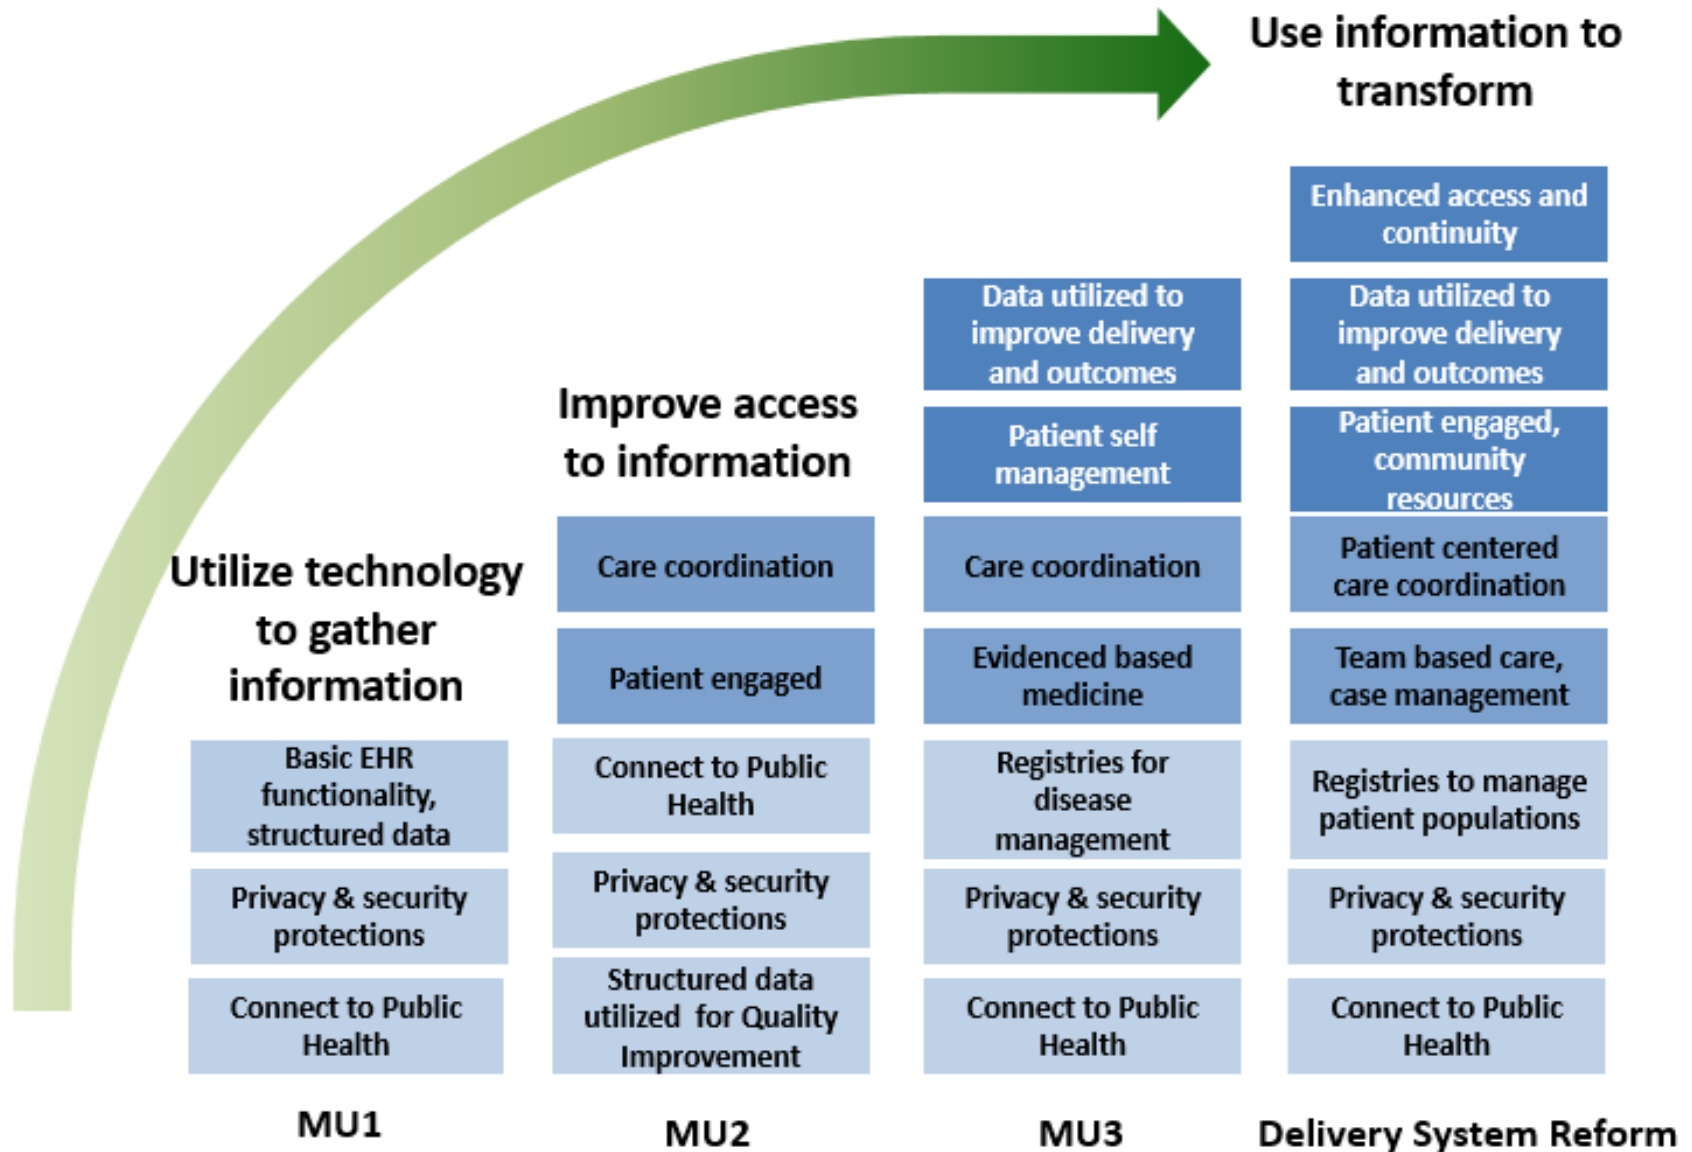 Use information to
transform
Enhanced access and
continuity
Data utilized to
improve delivery
and outcomes
Data utilized to
improve delivery
and outcomes
Improve access
to information
Patient self
management
Patient engaged,
community
resources
Utilize technology
to gather
information
Care coordination
Care coordination
Patient centered
care coordination
Patient engaged
Evidenced based
medicine
Team based care,
case management
Basic EHR
functionality,
structured data
Connect to Public
Health
Registries for
disease
management
Registries to manage
patient populations
Privacy & security
protections
Privacy & security
protections
Privacy & security
protections
Privacy & security
protections
Connect to Public
Health
Structured data
utilized for Quality
Improvement
Connect to Public
Health
Connect to Public
Health
MU1
MU2
MU3
Delivery System Reform